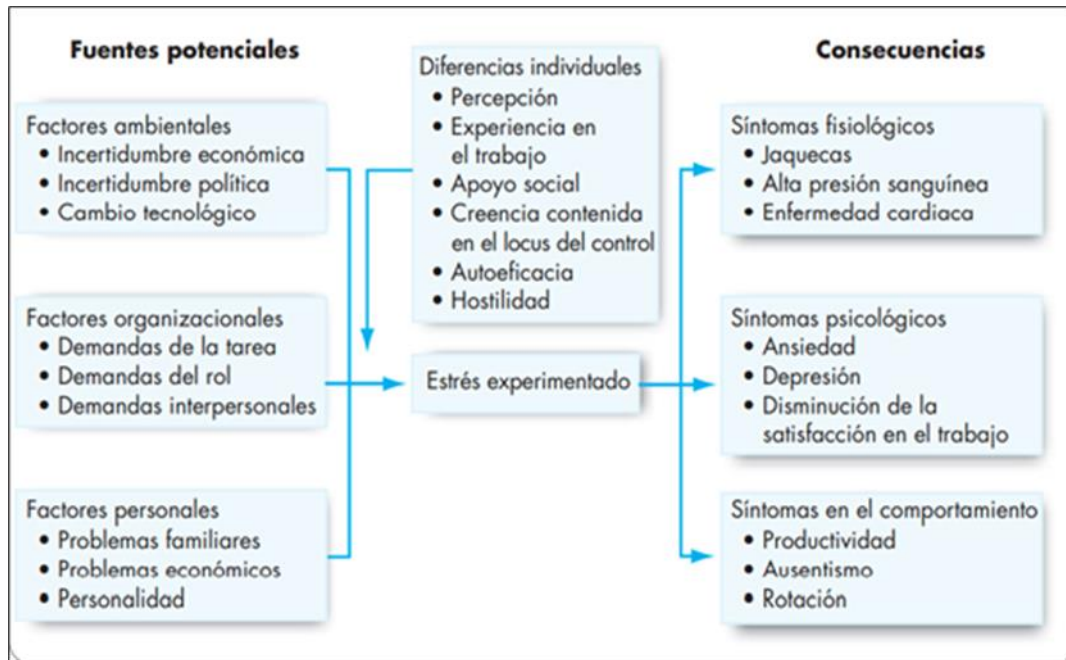 Fuentes potenciales
Factores ambientales
• Incertidumbre económica
• Incertidumbre política
• Cambio tecnológico
Factores organizacionales
• Demandas de la tarea
• Demandas del rol
• Demandas interpersonales
Factores personales
• Problemas familiares
• Problemas económicos
• Personalidad
Diferencias individuales
• Percepción
• Experiencia en
el trabajo
• Apoyo social
• Creencia contenida
en el locus del control
• Autoeficacia
• Hostilidad
Estrés experimentado
Consecuencias
Síntomas fisiológicos
• Jaquecas
• Alta presión sanguínea
• Enfermedad cardiaca
Síntomas psicológicos
• Ansiedad
• Depresión
• Disminución de la
satisfacción en el trabajo
Síntomas en el comportamiento
• Productividad
• Ausentismo
• Rotación